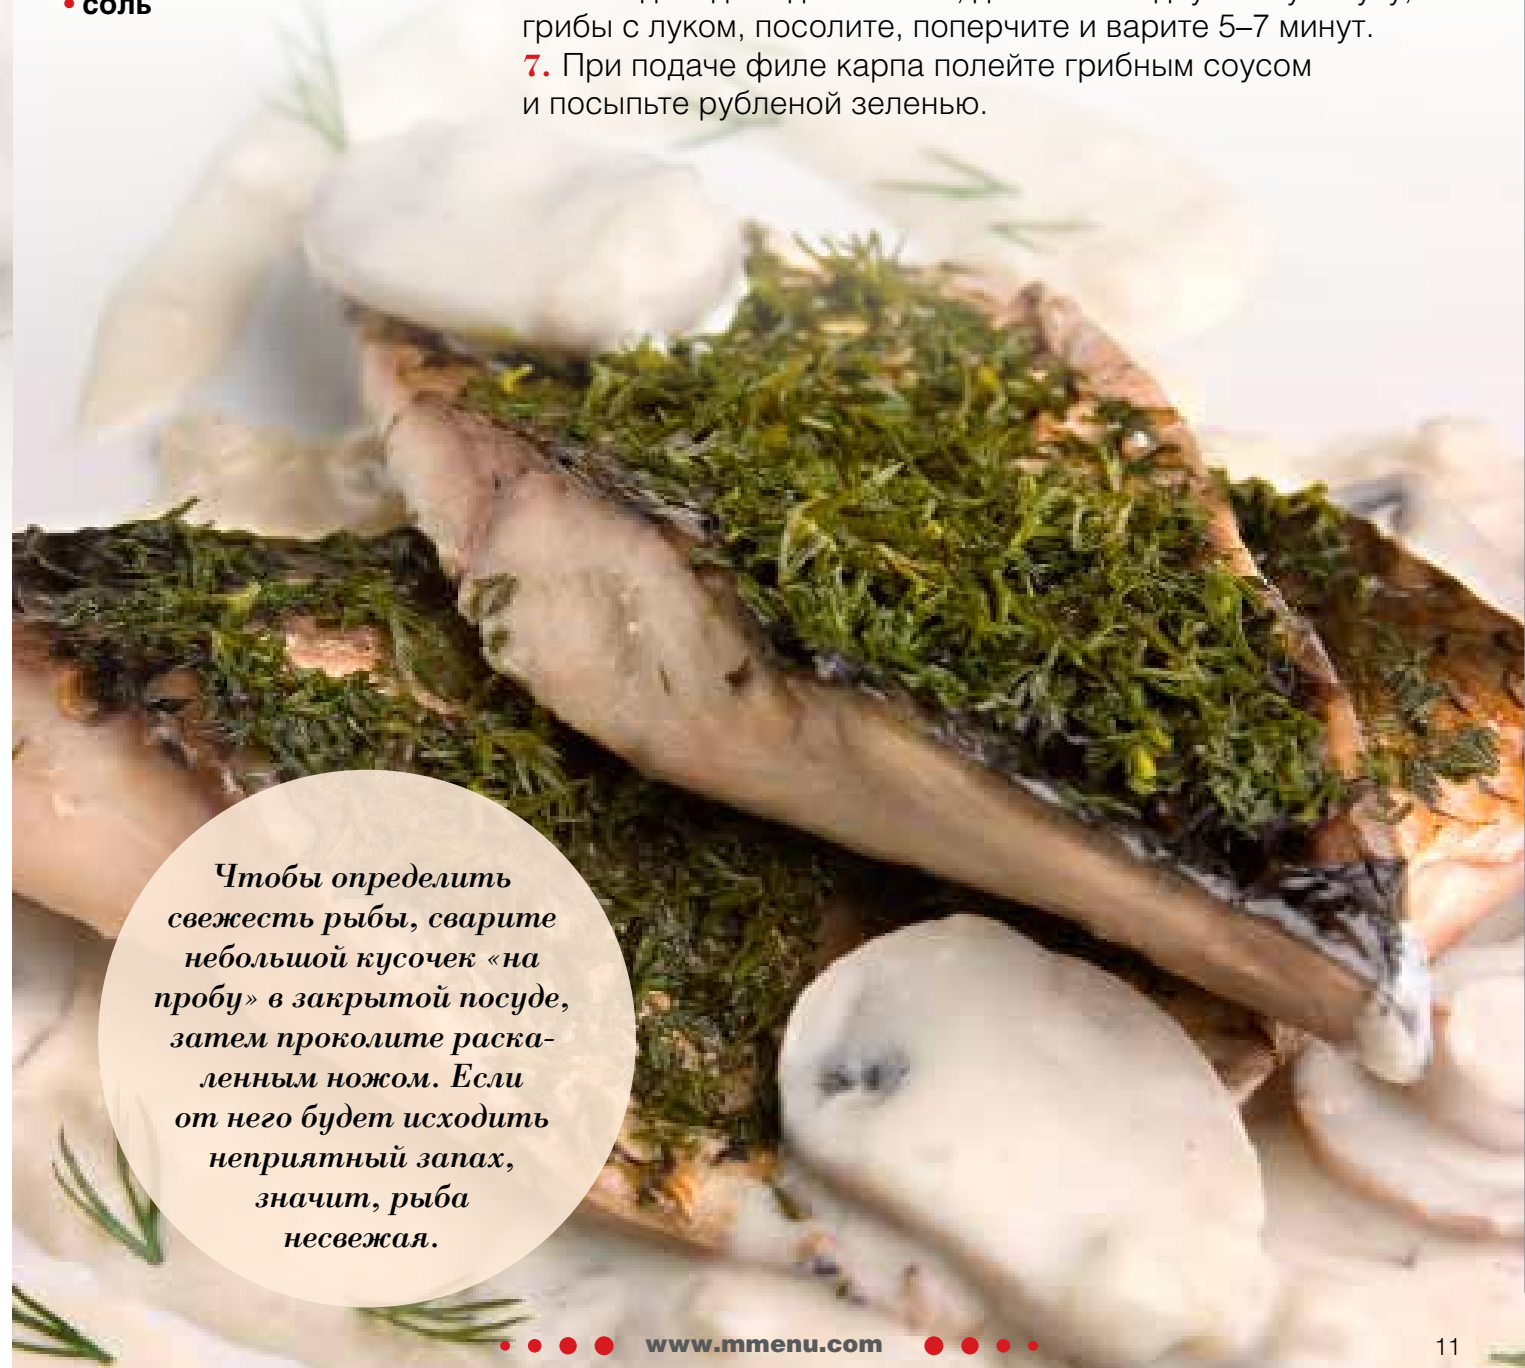 • соль
грибы с луком, посолите, поперчите и варите 5–7 минут.
7. При подаче филе карпа полейте грибным соусом
и посыпьте рубленой зеленью.
Чтобы определить
свежесть рыбы, сварите
небольшой кусочек «на
пробу» в закрытой посуде,
затем проколите раска-
ленным ножом. Если
от него будет исходить
неприятный запах,
значит, рыба
несвежая.
www.mmenu.com
11